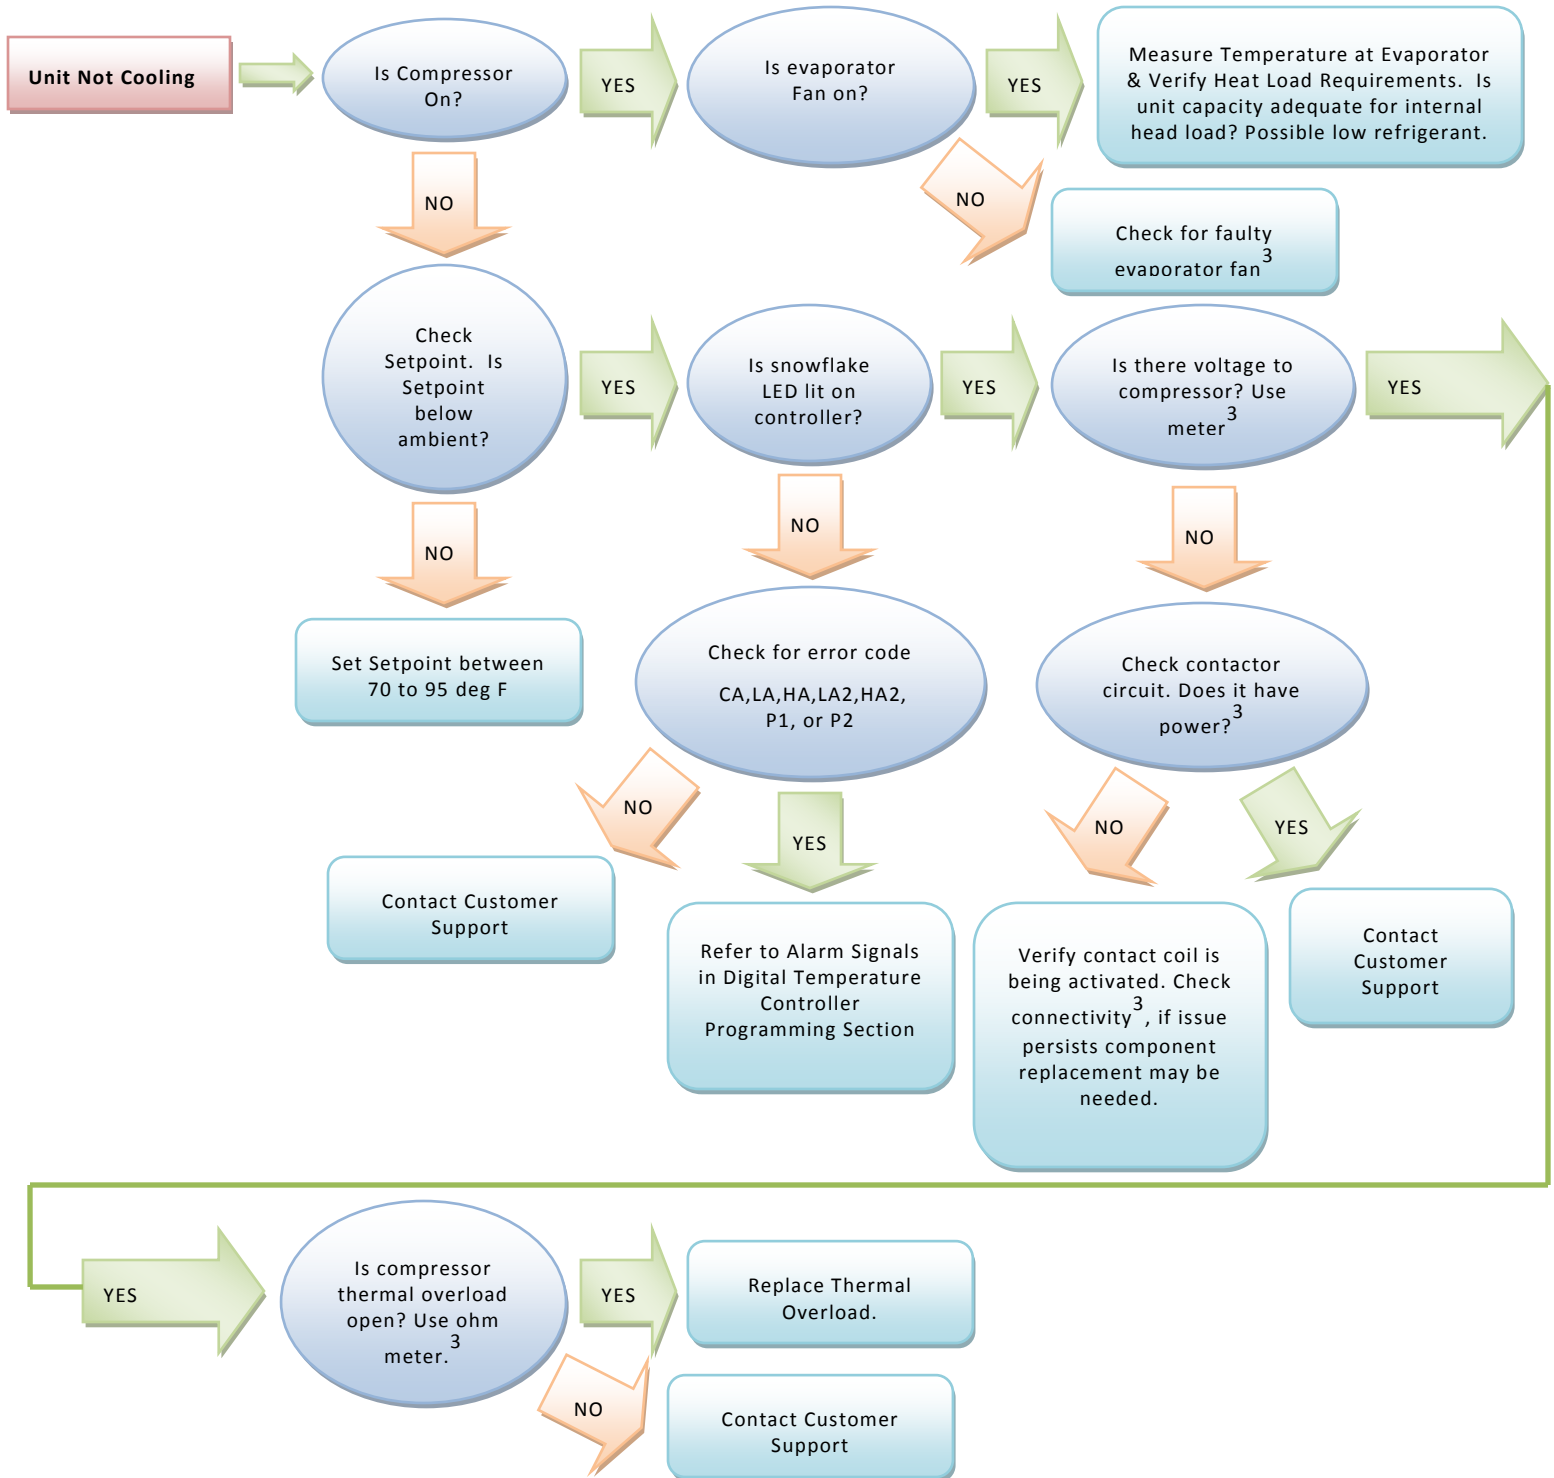 Unit Not Cooling
Is Compressor
On?
YES
Is evaporator
Fan on?
YES
Measure Temperature at Evaporator
& Verify Heat Load Requirements.  Is
unit capacity adequate for internal
head load? Possible low refrigerant.
NO
NO
Check for faulty
evaporator fan3
Check
Setpoint.  Is
Setpoint
below
ambient?
YES
Is snowflake
LED lit on
controller?
YES
Is there voltage to
compressor? Use
meter3
YES
NO
NO
NO
Set Setpoint between
70 to 95 deg F
Check for error code
CA,LA,HA,LA2,HA2,
P1, or P2
Check contactor
circuit. Does it have
power?3
NO
YES
NO
YES
Contact Customer
Support
Refer to Alarm Signals
in Digital Temperature
Controller
Programming Section
Verify contact coil is
being activated. Check
connectivity3, if issue
persists component
replacement may be
needed.
Contact
Customer
Support
YES
Is compressor
thermal overload
open? Use ohm
meter.3
YES
Replace Thermal
Overload.
NO
Contact Customer
Support